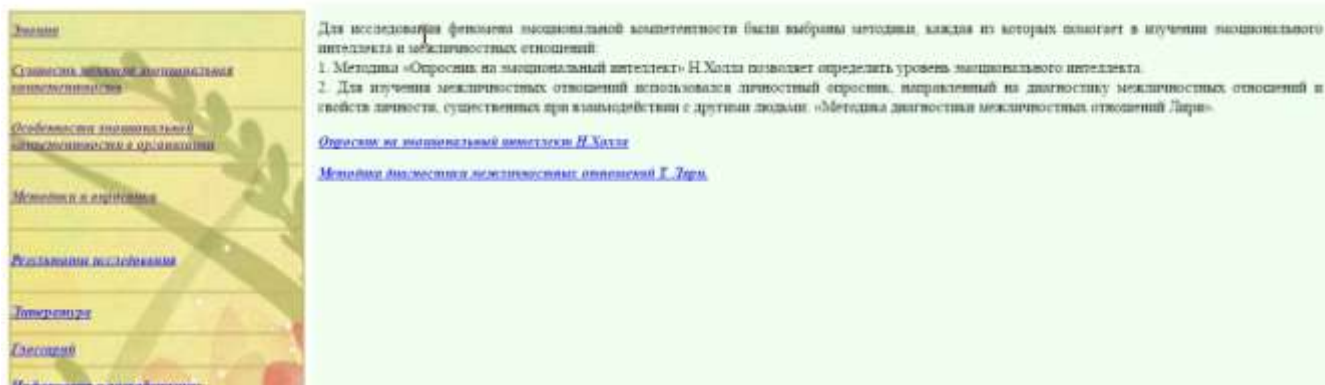 Эмоции
Сущность понятия эмоциональная
компетентность
Особенности эмоциональной
компетентности в организации
Методики и опросники
Результаты исследования
Литература
Глоссарий
Для исследования феномена эмоциональной компетентности были выбраны методики, каждая из которых помогает в изучении эмоционального
интеллекта и межличностных отношений:
1. Методика «Опросник на эмоциональный интеллект» Н.Холла позволяет определить уровень эмоционального интеллекта.
2. Для изучения межличностных отношений использовался личностный опросник, направленный на диагностику межличностных отношений и
свойств личности, существенных при взаимодействии с другими людьми: «Методика диагностики межличностных отношений Лири».
Опросник на эмоциональный интеллект Н.Холла
Методика диагностики межличностных отношений Т. Лири.